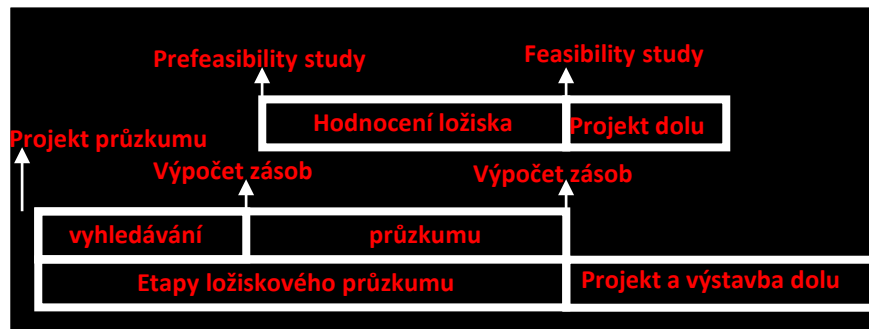 Prefeasibility study
Feasibility study
Hodnocení ložiska
Projekt dolu
Projekt průzkumu
Výpočet zásob
Výpočet zásob
vyhledávání
průzkumu
Etapy ložiskového průzkumu
Projekt a výstavba dolu